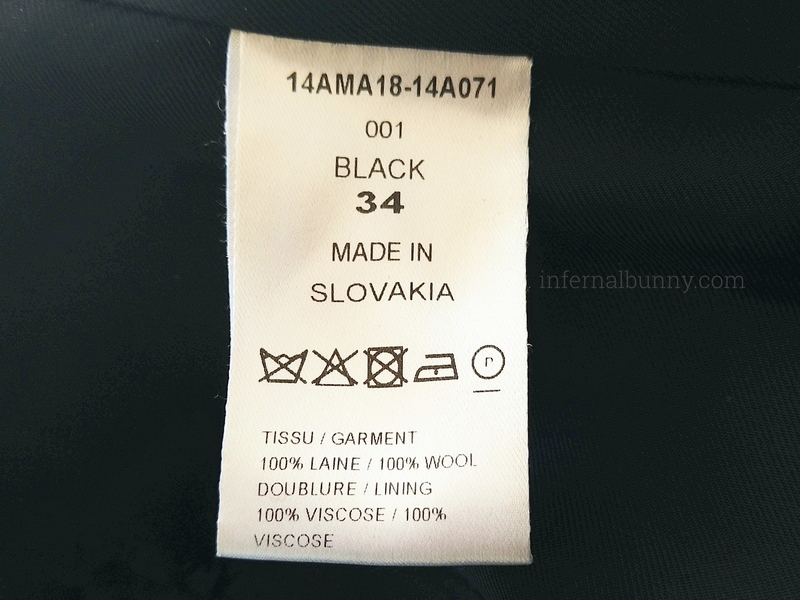 14AMA18-14A071
001
BLACK
34
MADE IN
SLOVAKIA
infernalbunny.com
r
TISSU / GARMENT
100% LAINE / 100% WOOL
DOUBLURE / LINING
100% VISCOSE / 100%
VISCOSE